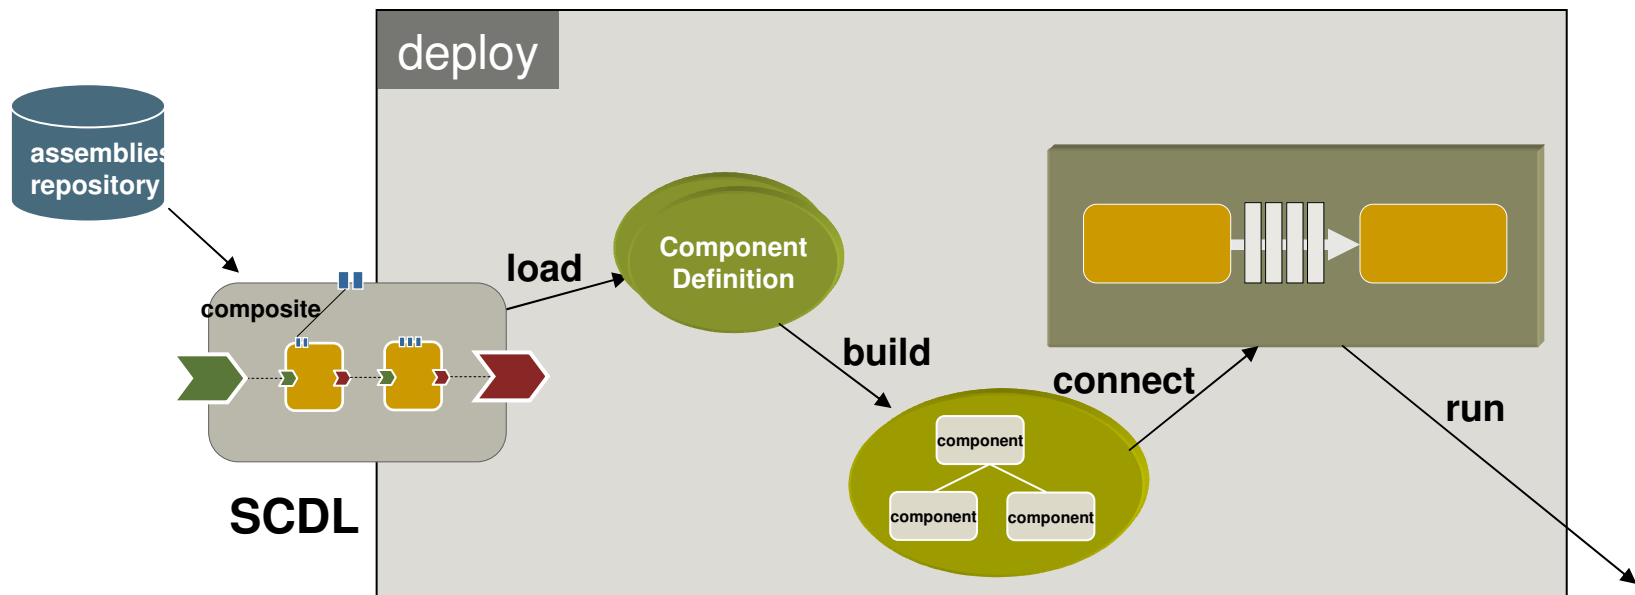 deploy
assemblies
repository
composite
SCDL
load
Component
Definition
build
component
component
component
connect
run